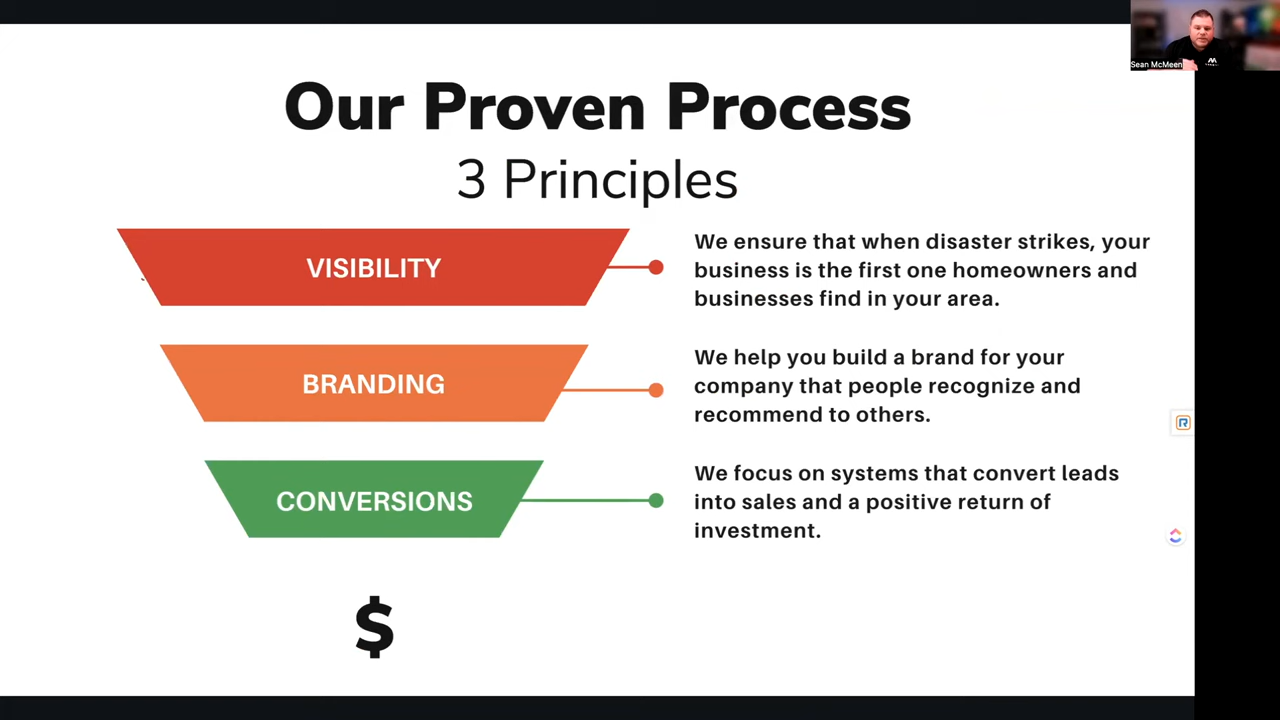 Sean McMeen
Our Proven Process
3 Principles
VISIBILITY
We ensure that when disaster strikes, your
business is the first one homeowners and
businesses find in your area.
BRANDING
We help you build a brand for your
company that people recognize and
recommend to others.
CONVERSIONS
We focus on systems that convert leads
into sales and a positive return of
investment.
$